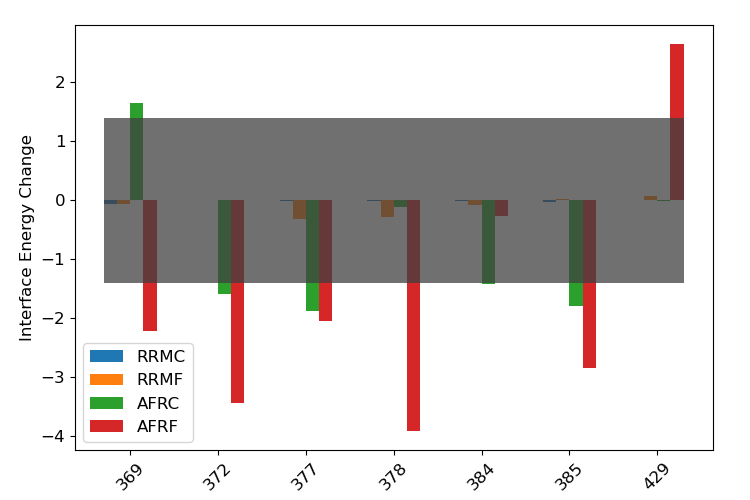 Interface Energy Change
2
1
0
−1
−2
−3
−4
RRMC
RRMF
AFRC
AFRF
369 372 377 378 384 385 429